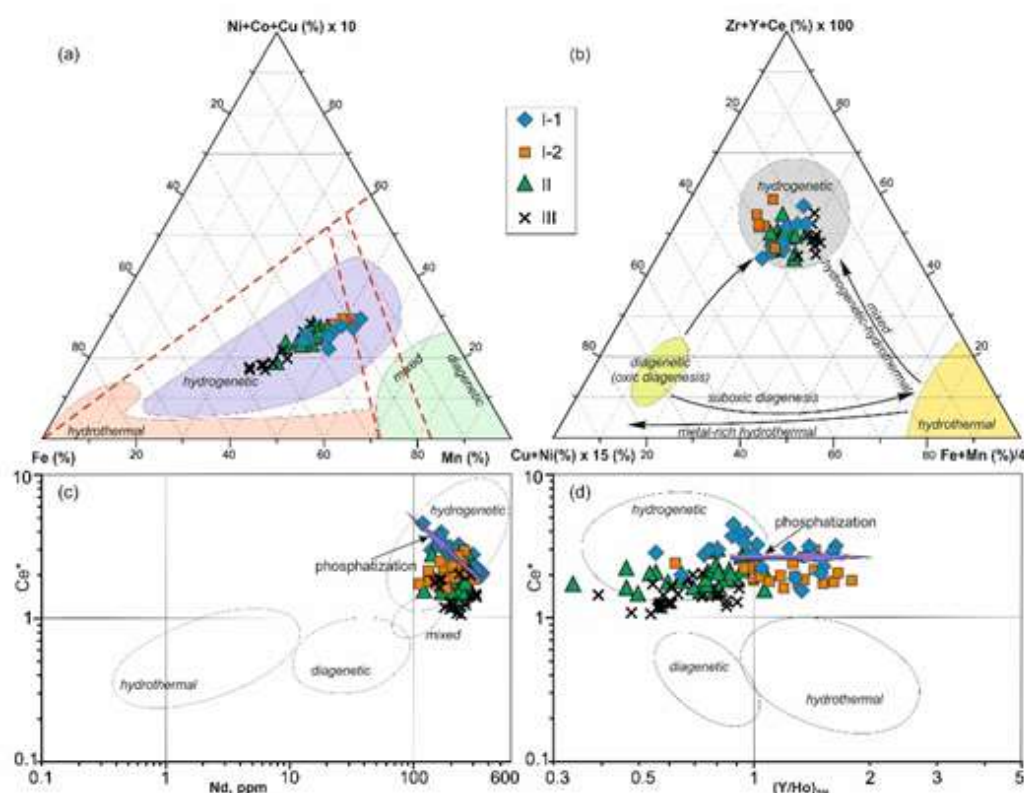 Ni+Co+Cu (%) x 10
(a)
20
40
60
60
40
80
20
hydrogenetic
mixed
diagenetic
hydrothermal
20
40
60
80
Fe (%)
Mn (%)
I-1
I-2
II
III
Zr+Y+Ce (%) x 100
(b)
80
20
40
60
hydrogenetic
60
40
mixed
hydrogenetic-hydrothermal
80
20
diagenetic
(oxic diagenesis)
suboxic diagenesis
metal-rich hydrothermal
hydrothermal
20
40
60
80
Cu+Ni(%) x 15 (%)
Fe+Mn (%)/4
(c)
10
Ce*
1
0.1
hydrogenetic
phosphatization
mixed
diagenetic
hydrothermal
0.1
1
10
100
600
Nd, ppm
(d)
10
Ce*
1
0.1
hydrogenetic
phosphatization
diagenetic
hydrothermal
0.3
0.5
1
2
5
(Y/Ho)